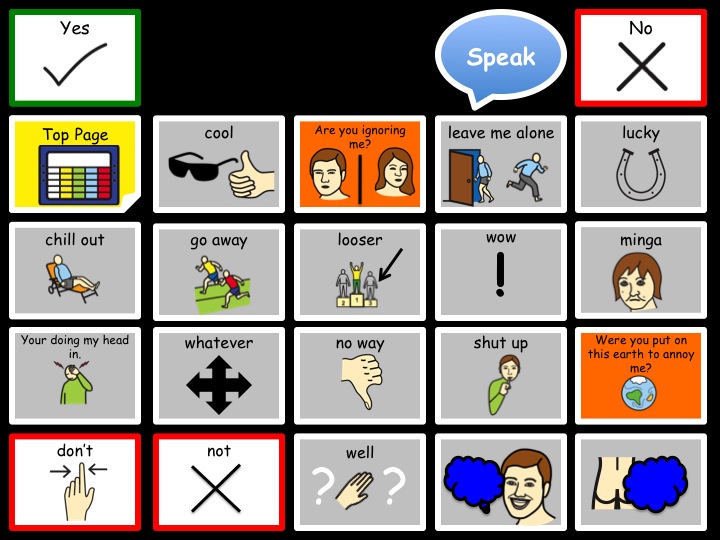 Yes
Speak
No
Top Page
cool
Are you ignoring
me?
leave me alone
lucky
chill out
go away
looser
wow
!
minga
Your doing my head
in.
whatever
no way
shut up
Were you put on
this earth to annoy
me?
don't
not
well
? ?